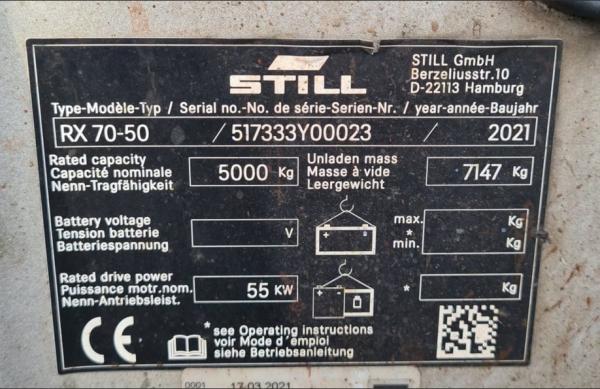 STILL
STILL GmbH
Berzeliusstr.10
D-22113 Hamburg
Type-Modèle-Typ / Serial no.-No. de série-Serien-Nr. / year-année-Baujahr
RX 70-50 / 517333Y00023 / 2021
Rated capacity
Capacité nominale
Nenn-Tragfähigkeit
5000 Kg
Unladen mass
Masse à vide
Leergewicht
7147 Kg
Battery voltage
Tension batterie
Batteriespannung
V
max. Kg
*
min. Kg
Rated drive power
Puissance motr.nom.
Nenn-Antriebsleist.
55 KW
* Kg
CE
* see Operating instructions
voir Mode d'emploi
siehe Betriebsanleitung
0001 17.03.2021